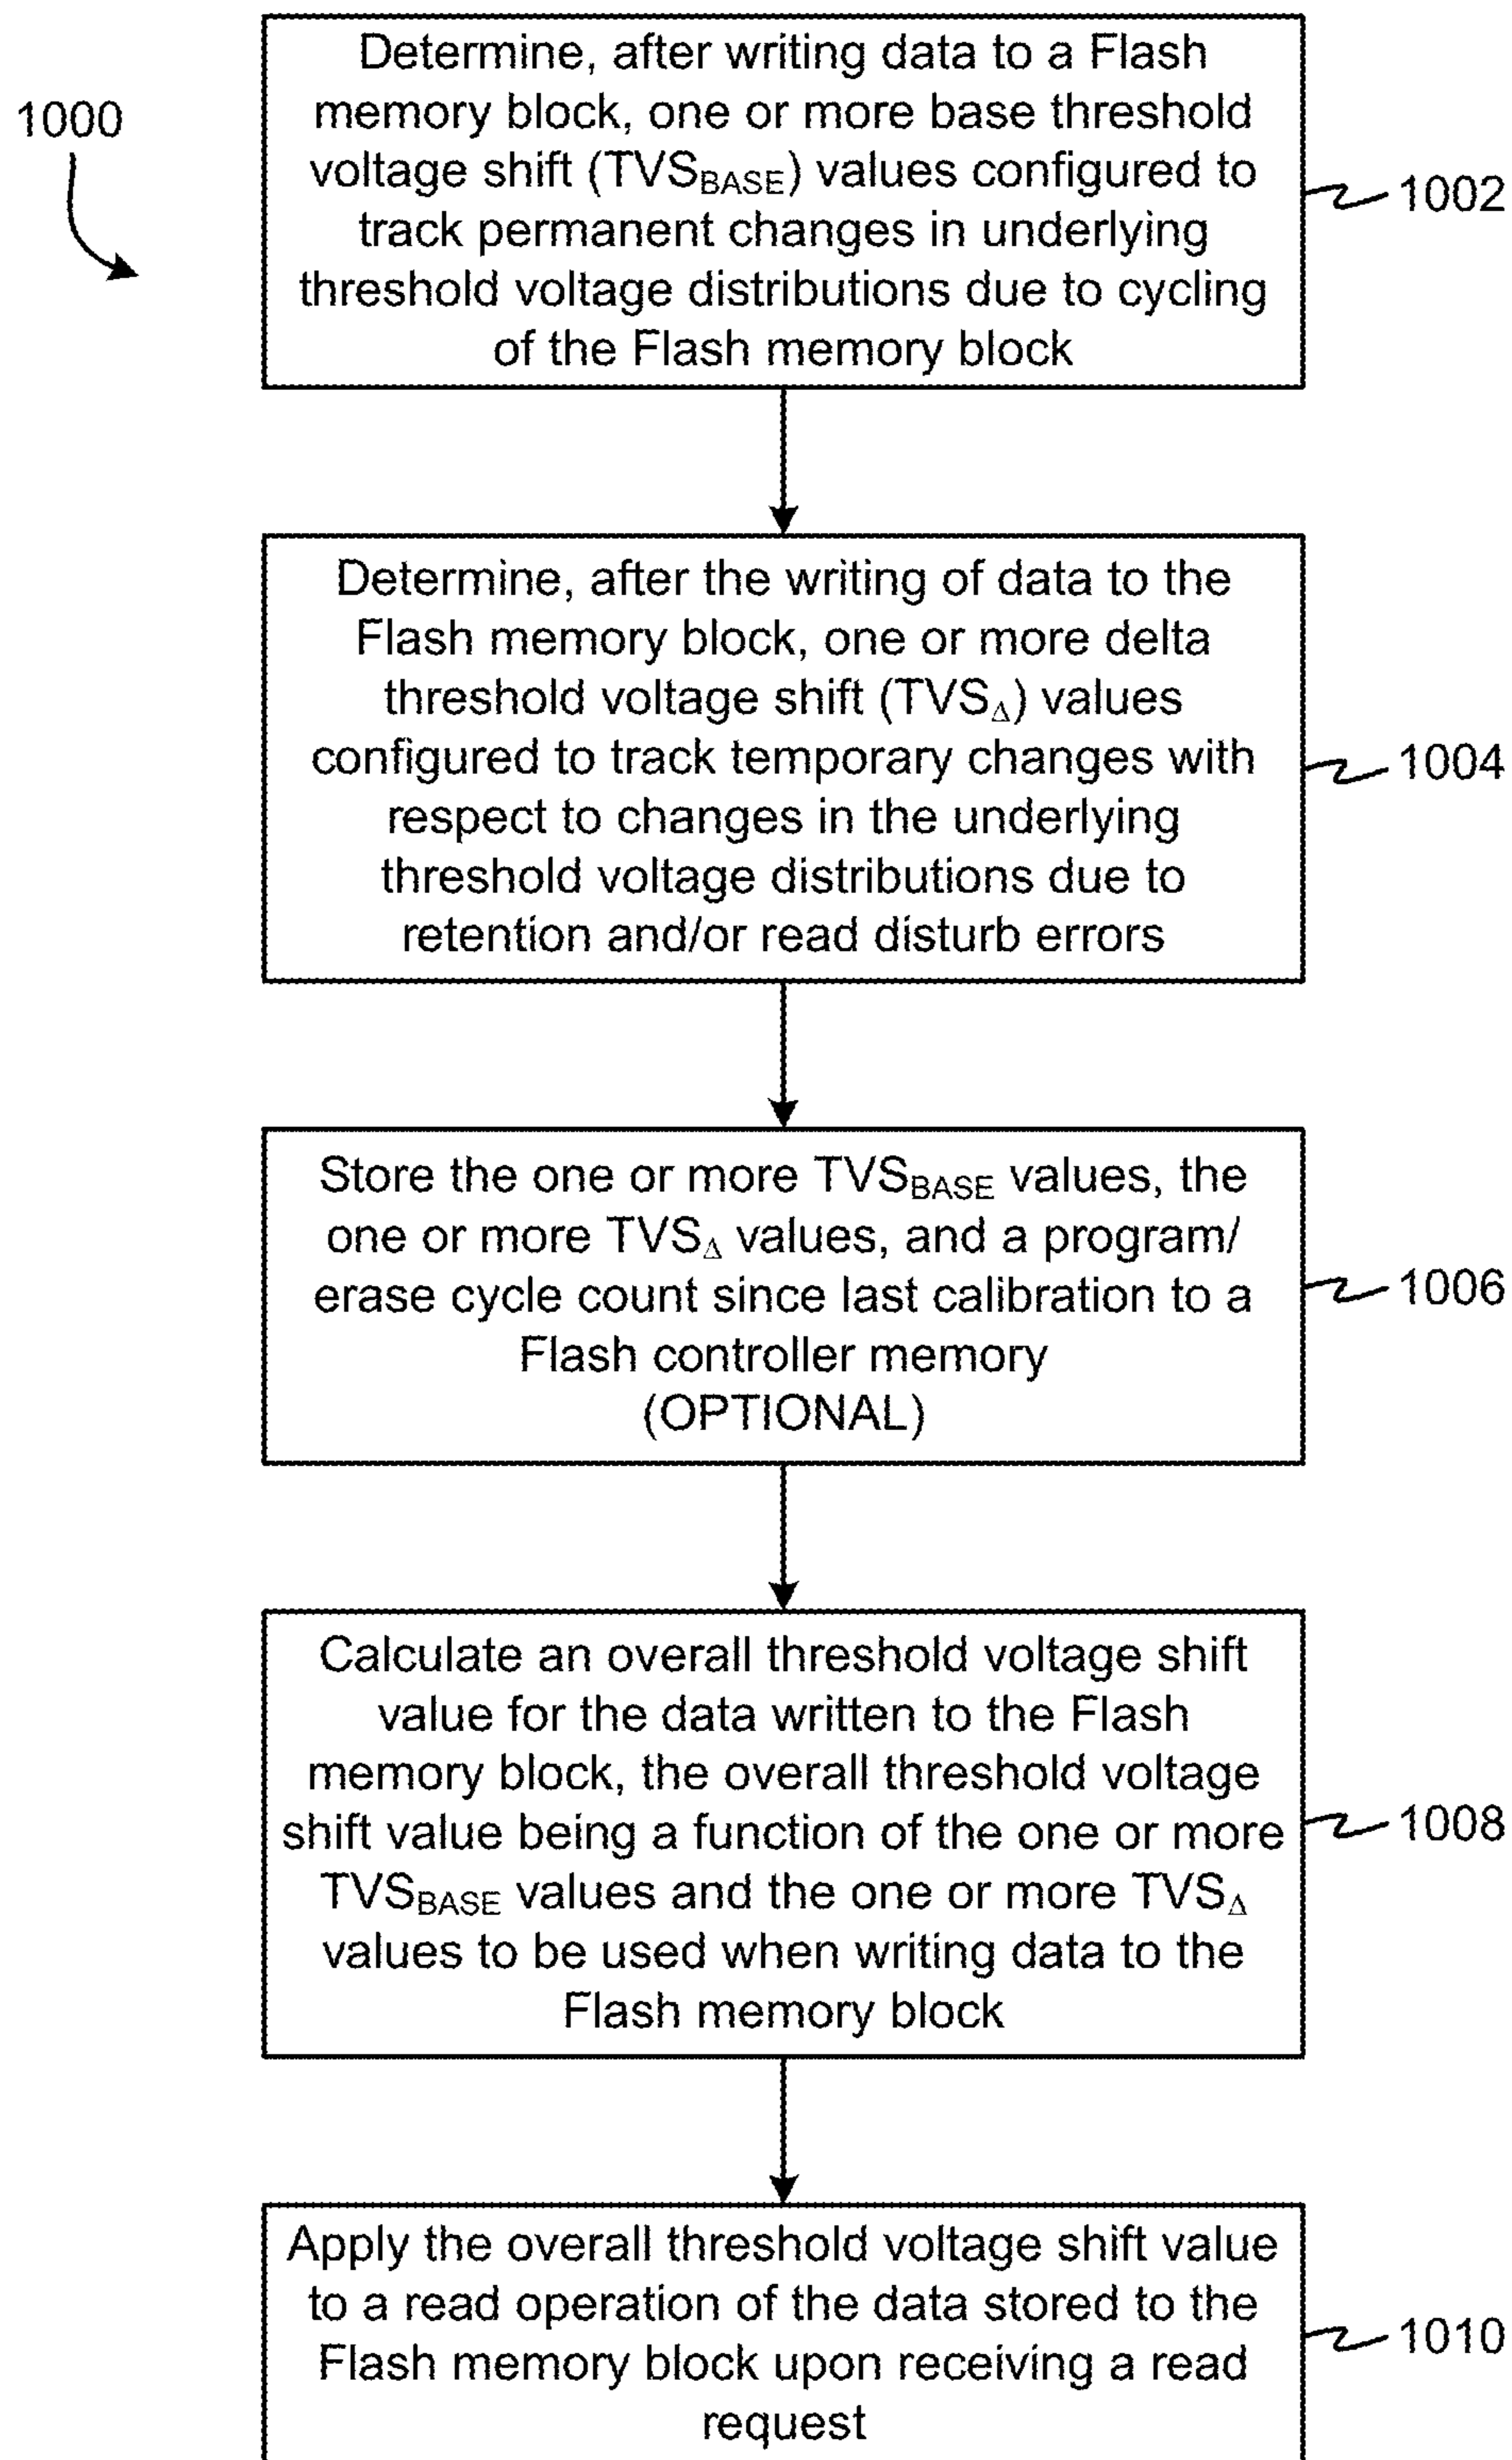 1000
Determine, after writing data to a Flash
memory block, one or more base threshold
voltage shift (TVS_BASE) values configured to
track permanent changes in underlying
threshold voltage distributions due to cycling
of the Flash memory block
1002
Determine, after the writing of data to the
Flash memory block, one or more delta
threshold voltage shift (TVS_Δ) values
configured to track temporary changes with
respect to changes in the underlying
threshold voltage distributions due to
retention and/or read disturb errors
1004
Store the one or more TVS_BASE values, the
one or more TVS_Δ values, and a program/
erase cycle count since last calibration to a
Flash controller memory
(OPTIONAL)
1006
Calculate an overall threshold voltage shift
value for the data written to the Flash
memory block, the overall threshold voltage
shift value being a function of the one or more
TVS_BASE values and the one or more TVS_Δ
values to be used when writing data to the
Flash memory block
1008
Apply the overall threshold voltage shift value
to a read operation of the data stored to the
Flash memory block upon receiving a read
request
1010